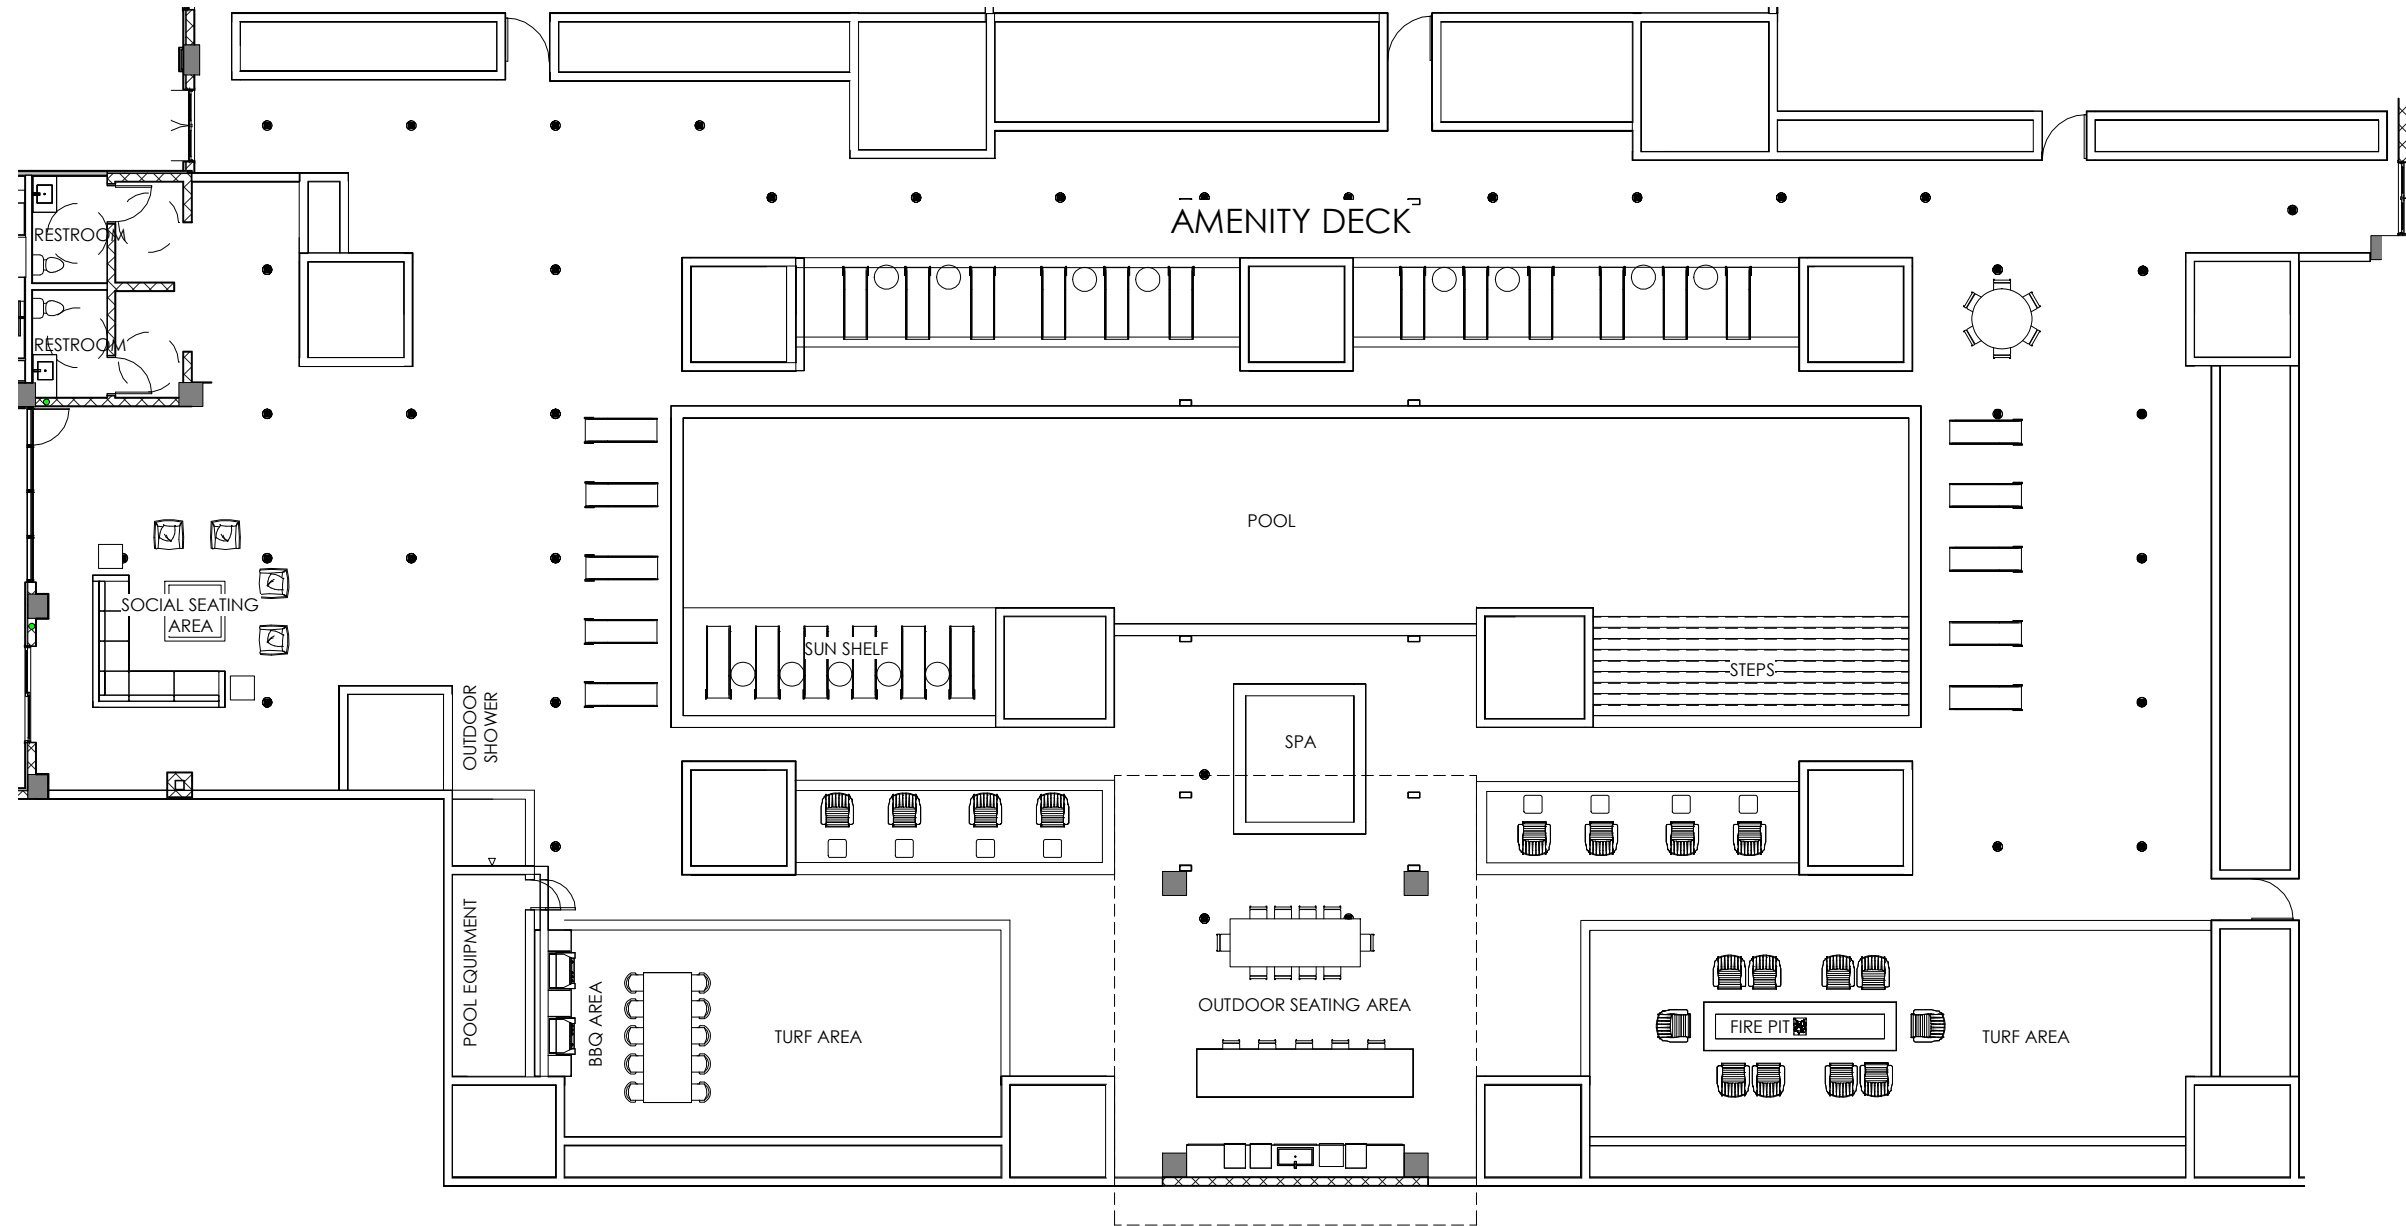 AMENITY DECK
RESTROOM
RESTROOM
POOL
SOCIAL SEATING
AREA
SUN SHELF
STEPS
OUTDOOR
SHOWER
SPA
POOL EQUIPMENT
BBQ AREA
TURF AREA
OUTDOOR SEATING AREA
FIRE PIT
TURF AREA